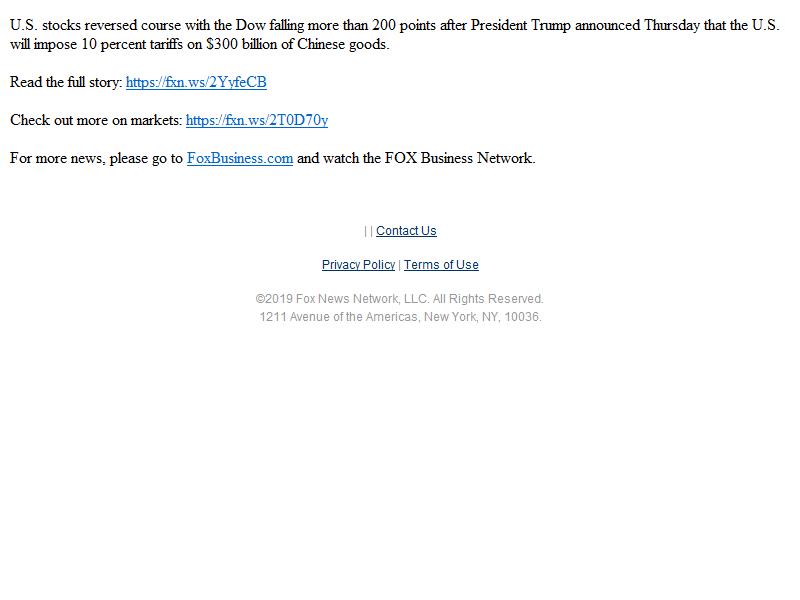 U.S. stocks reversed course with the Dow falling more than 200 points after President Trump announced Thursday that the U.S.
will impose 10 percent tariffs on $300 billion of Chinese goods.
Read the full story: https://fxn.ws/2YyfeCB
Check out more on markets: https://fxn.ws/2T0D70y
For more news, please go to FoxBusiness.com and watch the FOX Business Network.
| | Contact Us
Privacy Policy | Terms of Use
©2019 Fox News Network, LLC. All Rights Reserved.
1211 Avenue of the Americas, New York, NY, 10036.